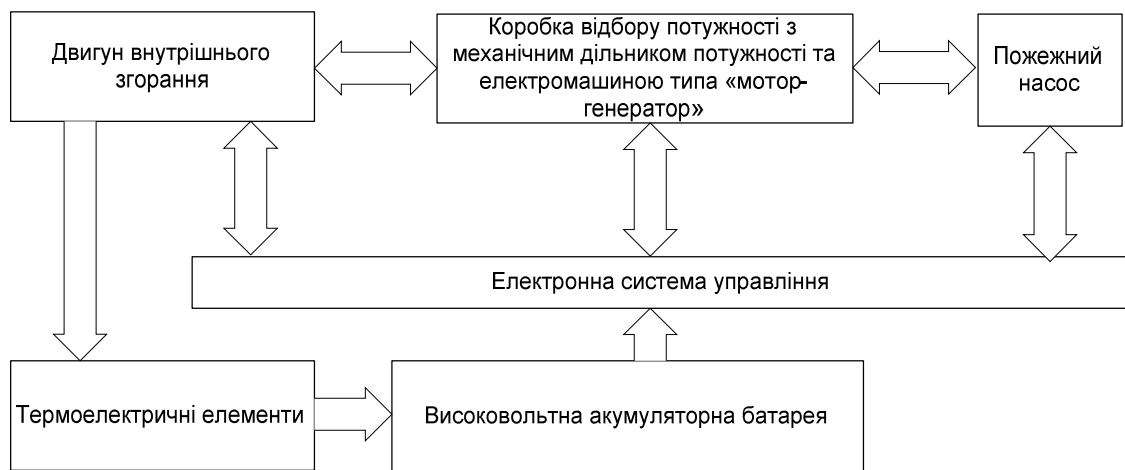 Двигун внутрішнього
згорання
Коробка відбору потужності з
механічним дільником потужності та
електромашиною типа «мотор-
генератор»
Пожежний
насос
Електронна система управління
Термоелектричні елементи
Високовольтна акумуляторна батарея